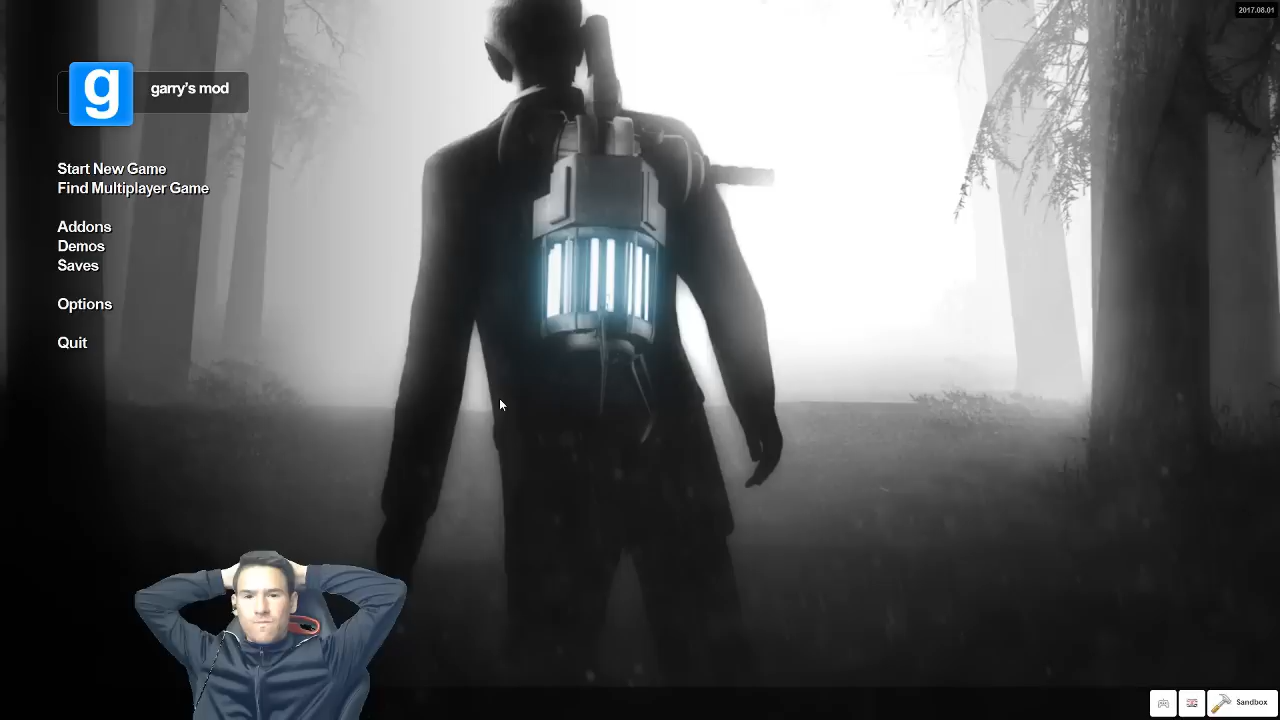 2017.08.01
g
garry's mod
Start New Game
Find Multiplayer Game
Addons
Demos
Saves
Options
Quit
Sandbox